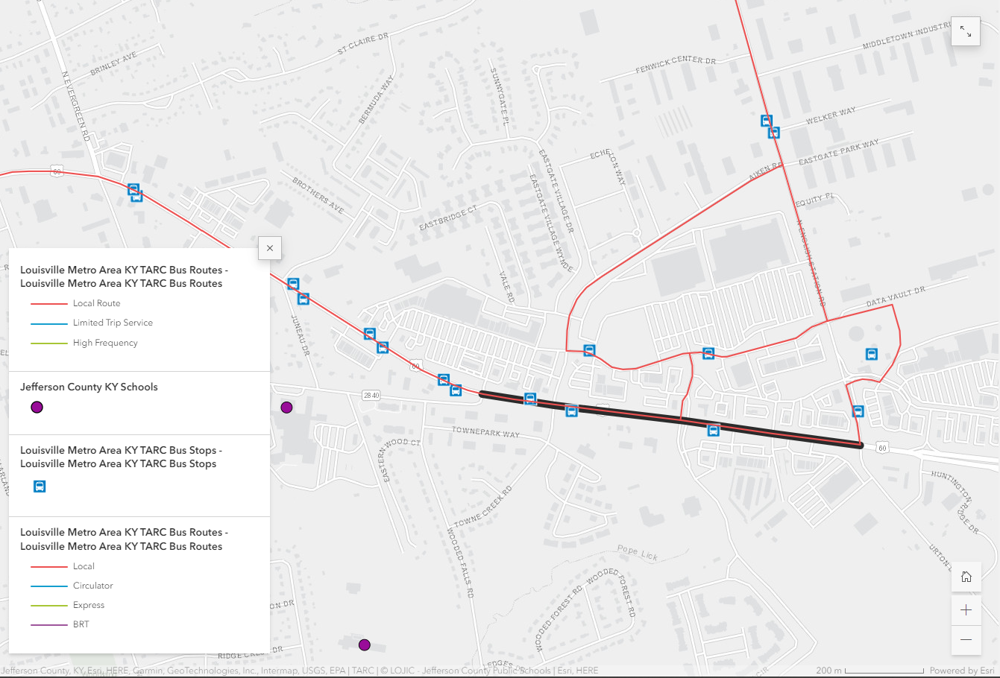 MIDDLETOWN INDUSTRI
ST CLAIRE DR
BRINLEY AVE
FENWICK CENTER DR
N EVERGREEN RD
BERMUDA WAY
SUNNYGATE PL
WELKER WAY
EASTGATE PARK WAY
ECHELON WAY
AIKEN RD
60
EASTGATE VILLAGE DR
EASTGATE VILLAGE WYNDE
BROTHERS AVE
EASTBRIDGE CT
EQUITY PL
N ENGLISH STATION RD
VALE RD
DATA VAULT DR
JUNEAU DR
60
28 40
TOWNEPARK WAY
EASTERN WOOD CT
60
TOWNE CREEK RD
HUNTINGTON
RIDGE DR
WOODED FALLS RD
Pope Lick
URTON L
WOODED FOREST RD
WOODED FOREST RD
ON DR
RIDGE CREST DR
EDGES DR
CIR
Louisville Metro Area KY TARC Bus Routes -
Louisville Metro Area KY TARC Bus Routes
Local Route
Limited Trip Service
High Frequency
Jefferson County KY Schools
Louisville Metro Area KY TARC Bus Stops -
Louisville Metro Area KY TARC Bus Stops
Louisville Metro Area KY TARC Bus Routes -
Louisville Metro Area KY TARC Bus Routes
Local
Circulator
Express
BRT
Jefferson County, KY, Esri, HERE, Garmin, GeoTechnologies, Inc., Intermap, USGS, EPA | TARC | © LOJIC - Jefferson County Public Schools | Esri, HERE
200 m
Powered by Esri